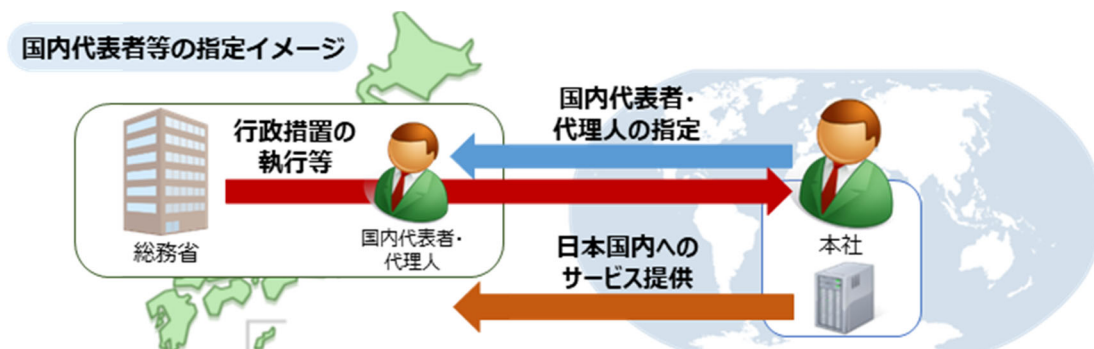 国内代表者等の指定イメージ
行政措置の
執行等
国内代表者・
代理人の指定
総務省
国内代表者・
代理人
本社
日本国内への
サービス提供